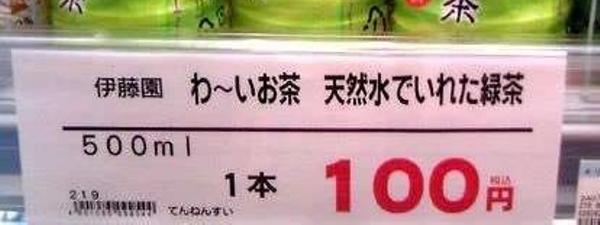 茶
伊藤園 わ〜いお茶 天然水でいれた緑茶
500ml
1本 100円 税込
219
てんねんすい